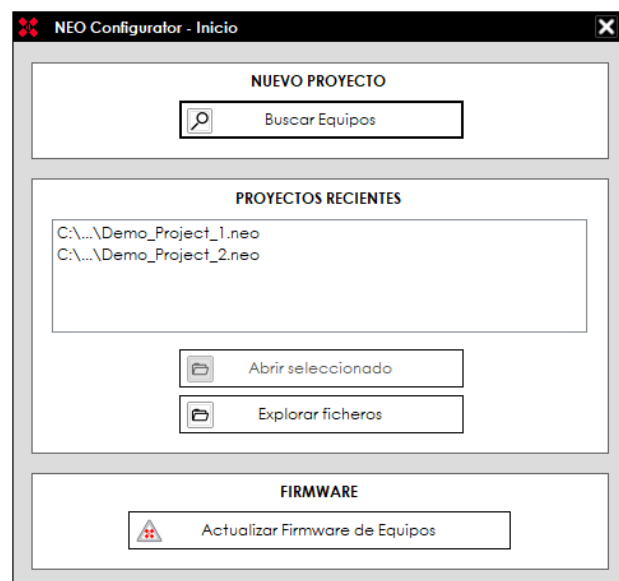 NEO Configurator - Inicio
NUEVO PROYECTO
Buscar Equipos
PROYECTOS RECIENTES
C:\...\Demo_Project_1.neo
C:\...\Demo_Project_2.neo
Abrir seleccionado
Explorar ficheros
FIRMWARE
Actualizar Firmware de Equipos